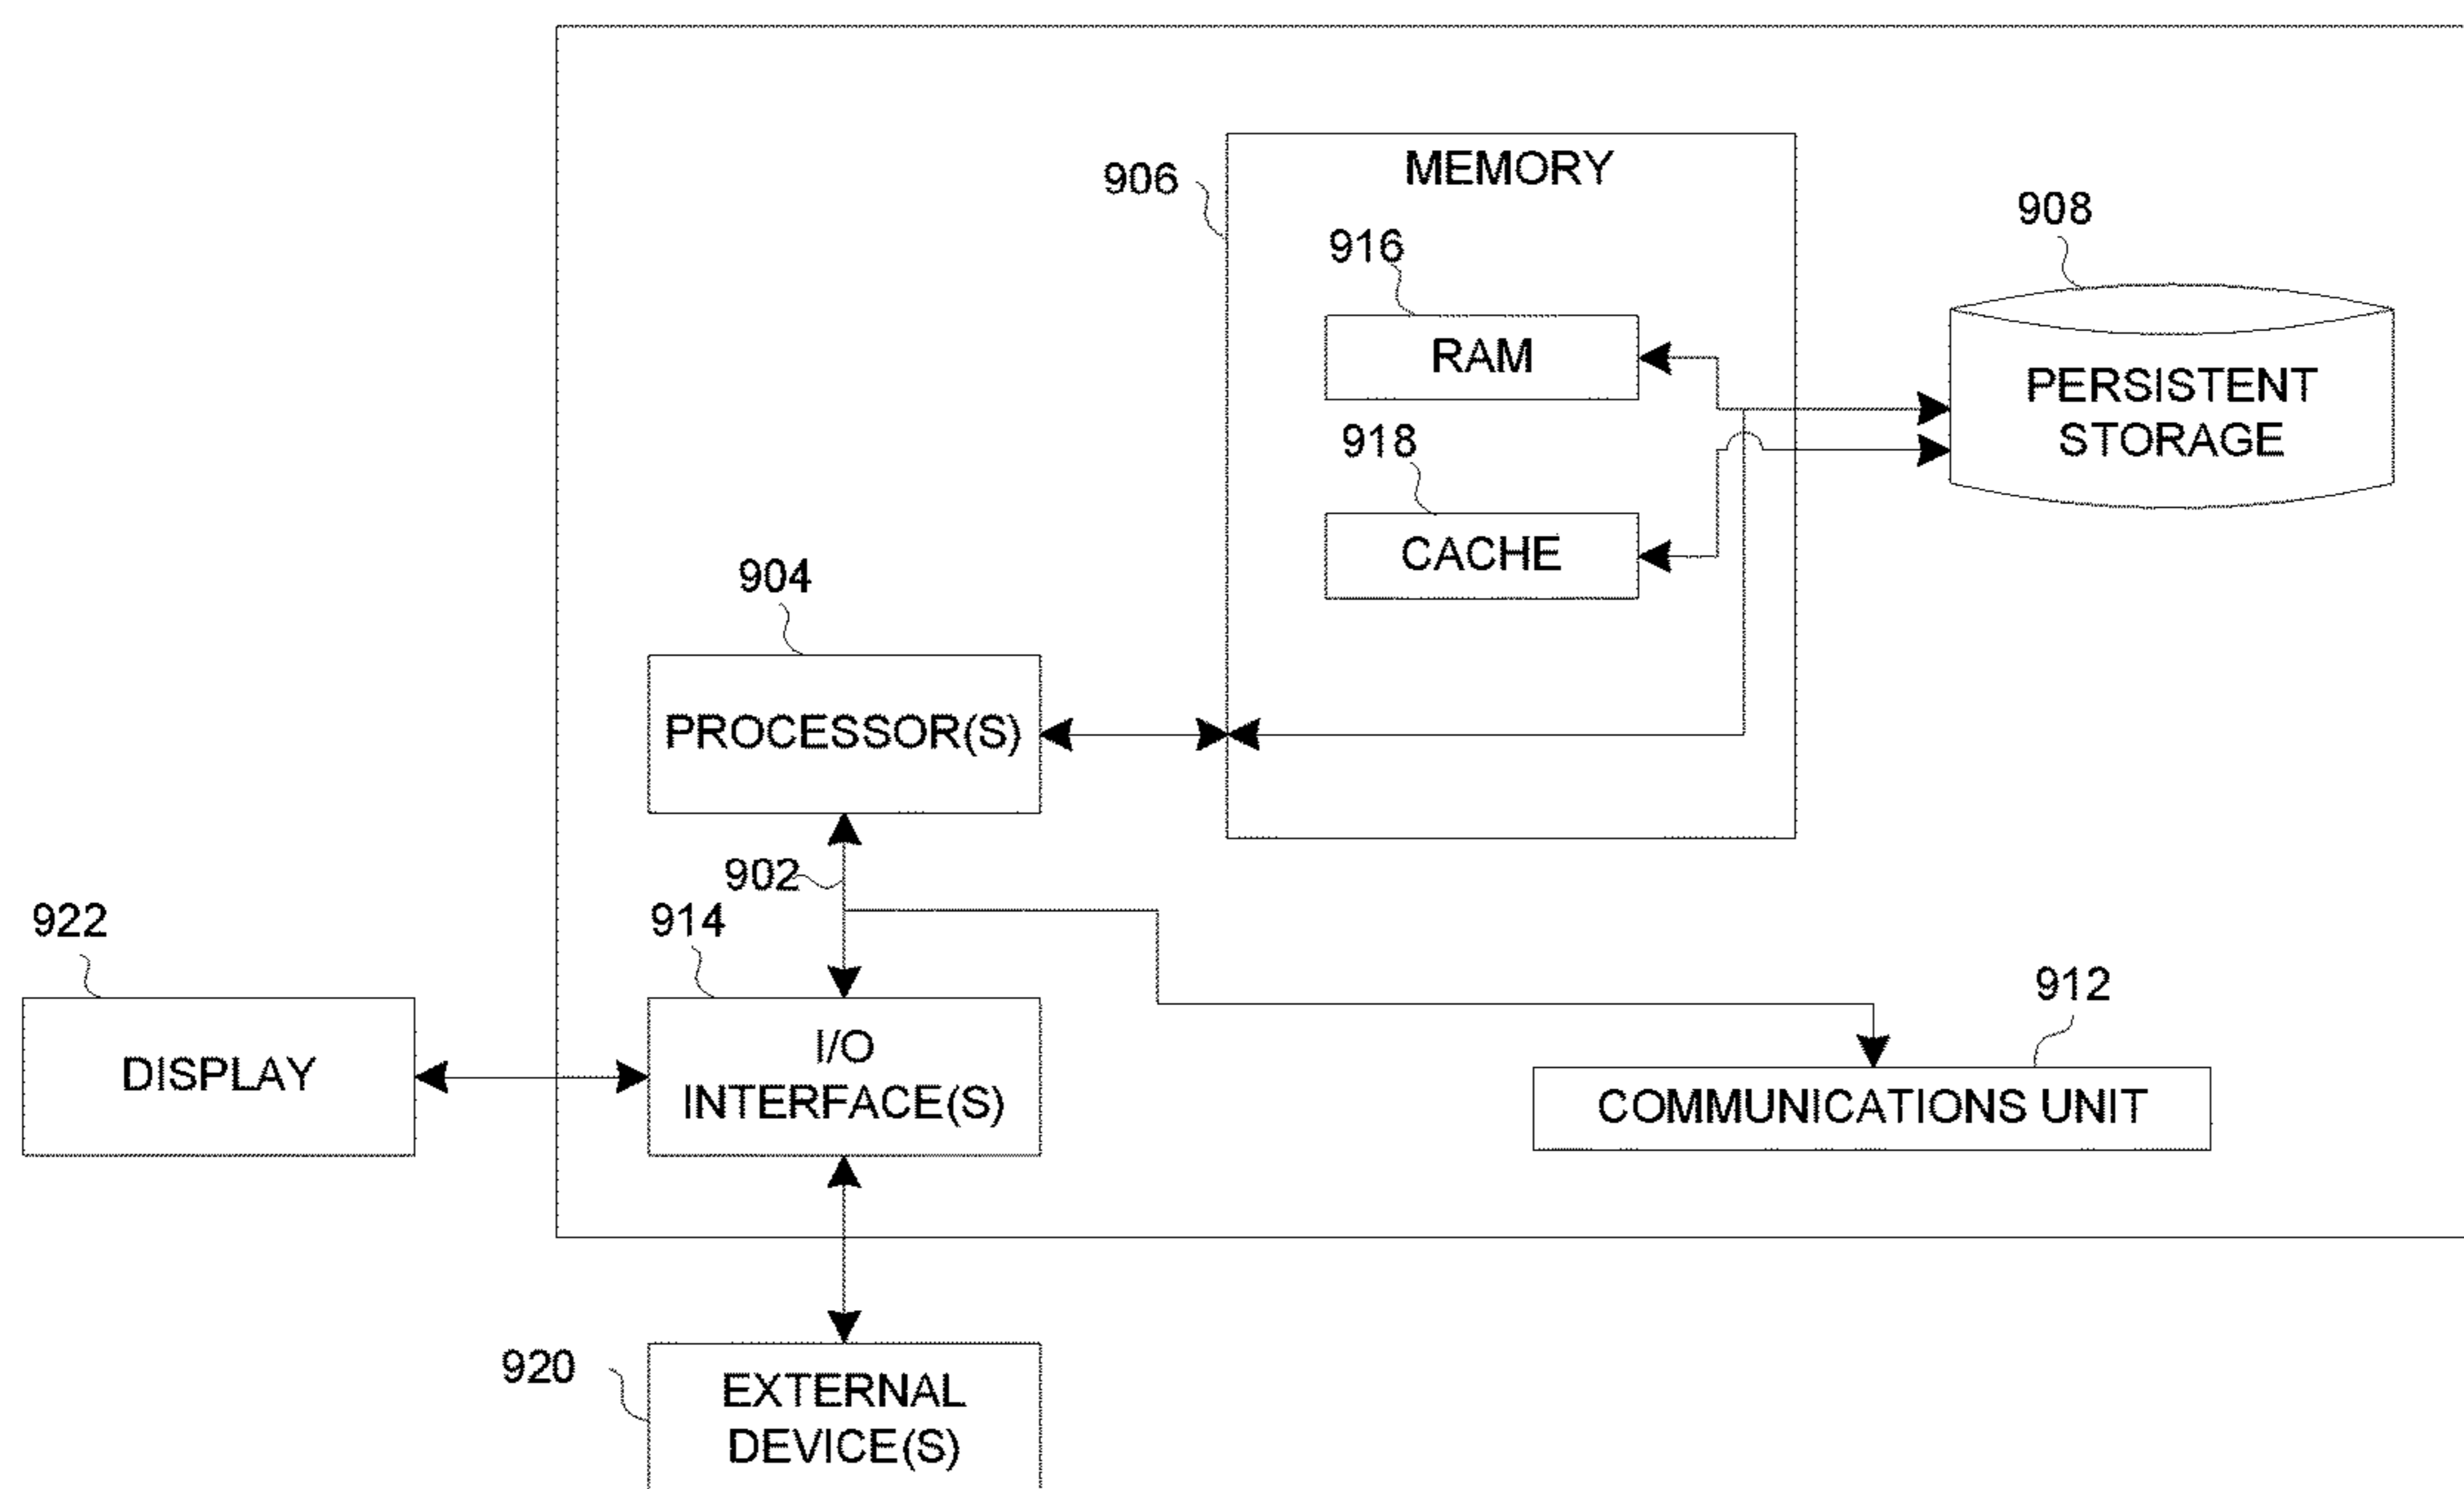 MEMORY
906
908
916
RAM
PERSISTENT
STORAGE
918
CACHE
904
PROCESSOR(S)
902
922
914
912
DISPLAY
I/O
INTERFACE(S)
COMMUNICATIONS UNIT
920
EXTERNAL
DEVICE(S)